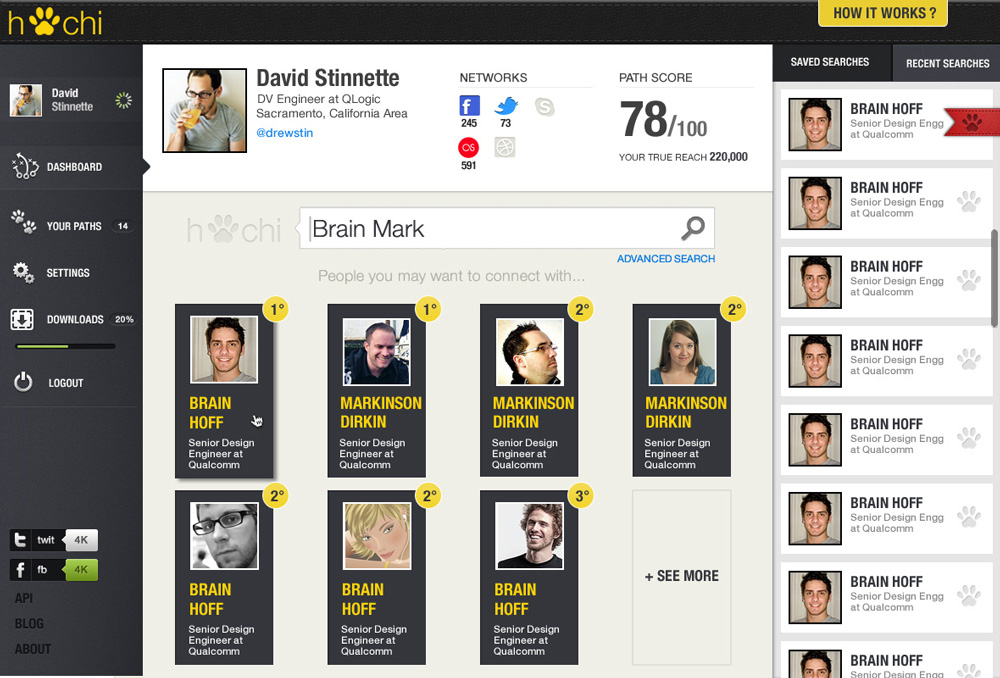 h chi
HOW IT WORKS ?
David
Stinnette
DASHBOARD
YOUR PATHS 14
SETTINGS
DOWNLOADS 20%
LOGOUT
twit 4K
f fb 4K
API
BLOG
ABOUT
David Stinnette
DV Engineer at QLogic
Sacramento, California Area
@drewstin
NETWORKS
245
73
591
PATH SCORE
78/100
YOUR TRUE REACH 220,000
h chi
Brain Mark
ADVANCED SEARCH
People you may want to connect with...
1°
BRAIN
HOFF
Senior Design
Engineer at
Qualcomm
1°
MARKINSON
DIRKIN
Senior Design
Engineer at
Qualcomm
2°
MARKINSON
DIRKIN
Senior Design
Engineer at
Qualcomm
2°
MARKINSON
DIRKIN
Senior Design
Engineer at
Qualcomm
2°
BRAIN
HOFF
Senior Design
Engineer at
Qualcomm
2°
BRAIN
HOFF
Senior Design
Engineer at
Qualcomm
3°
BRAIN
HOFF
Senior Design
Engineer at
Qualcomm
+ SEE MORE
SAVED SEARCHES
RECENT SEARCHES
BRAIN HOFF
Senior Design Engg
at Qualcomm
BRAIN HOFF
Senior Design Engg
at Qualcomm
BRAIN HOFF
Senior Design Engg
at Qualcomm
BRAIN HOFF
Senior Design Engg
at Qualcomm
BRAIN HOFF
Senior Design Engg
at Qualcomm
BRAIN HOFF
Senior Design Engg
at Qualcomm
BRAIN HOFF
Senior Design Engg
at Qualcomm
BRAIN HOFF
Senior Design Engg